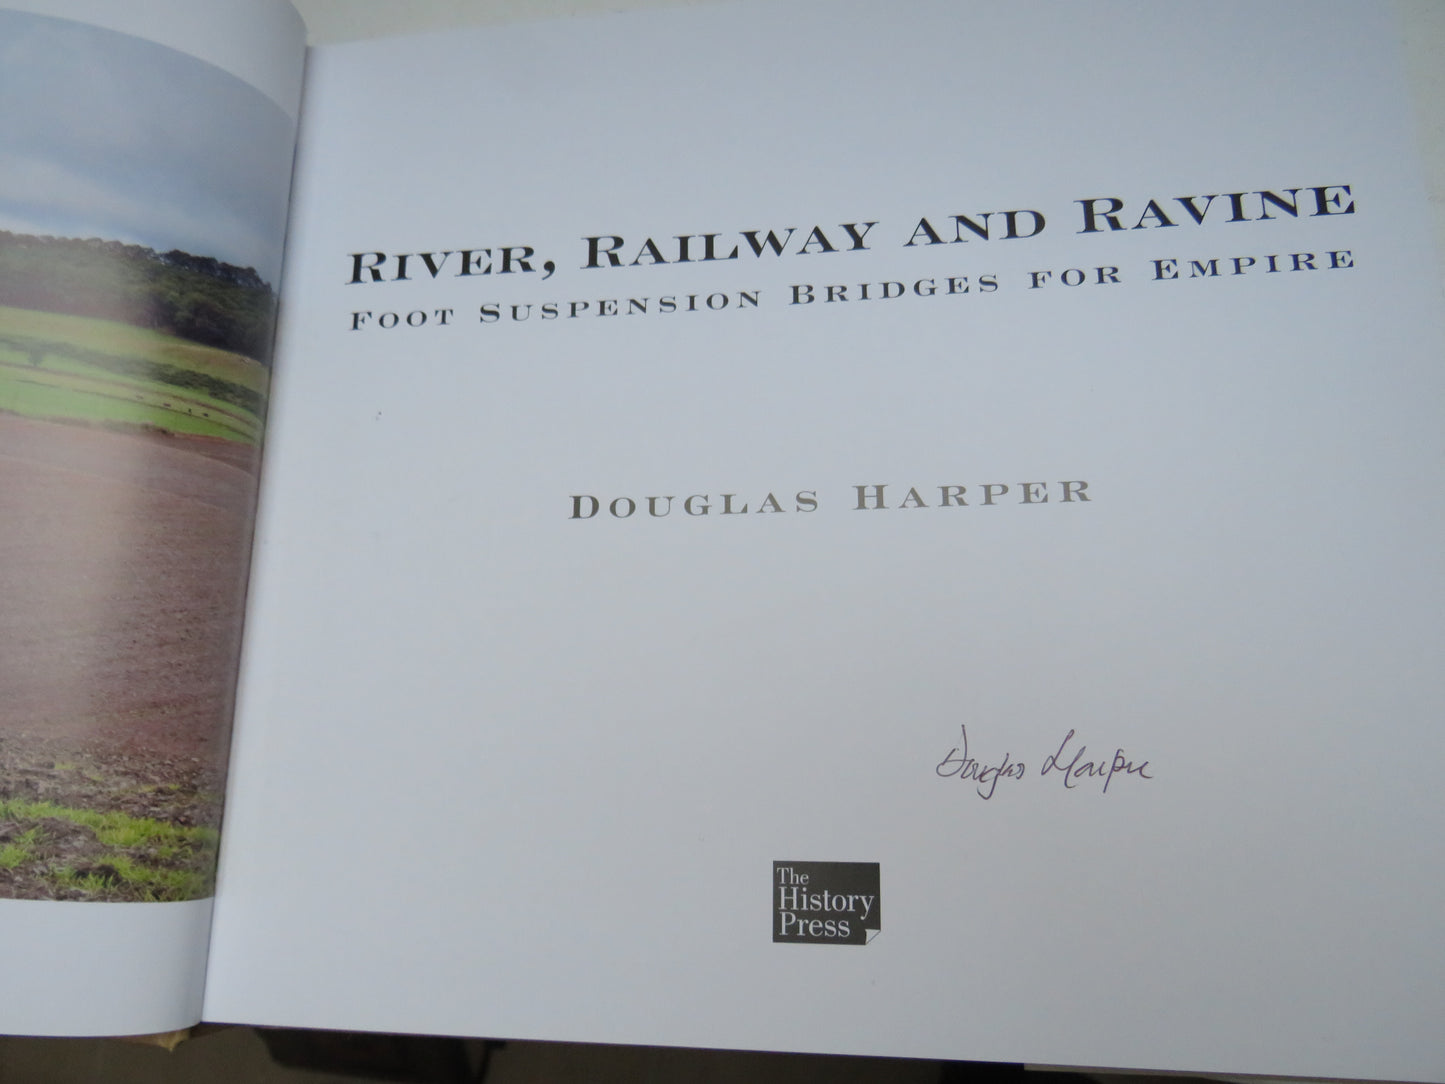 River, Railway and Ravine
Foot Suspension Bridges for Empire
Douglas Harper
Douglas Harper
The
History
Press